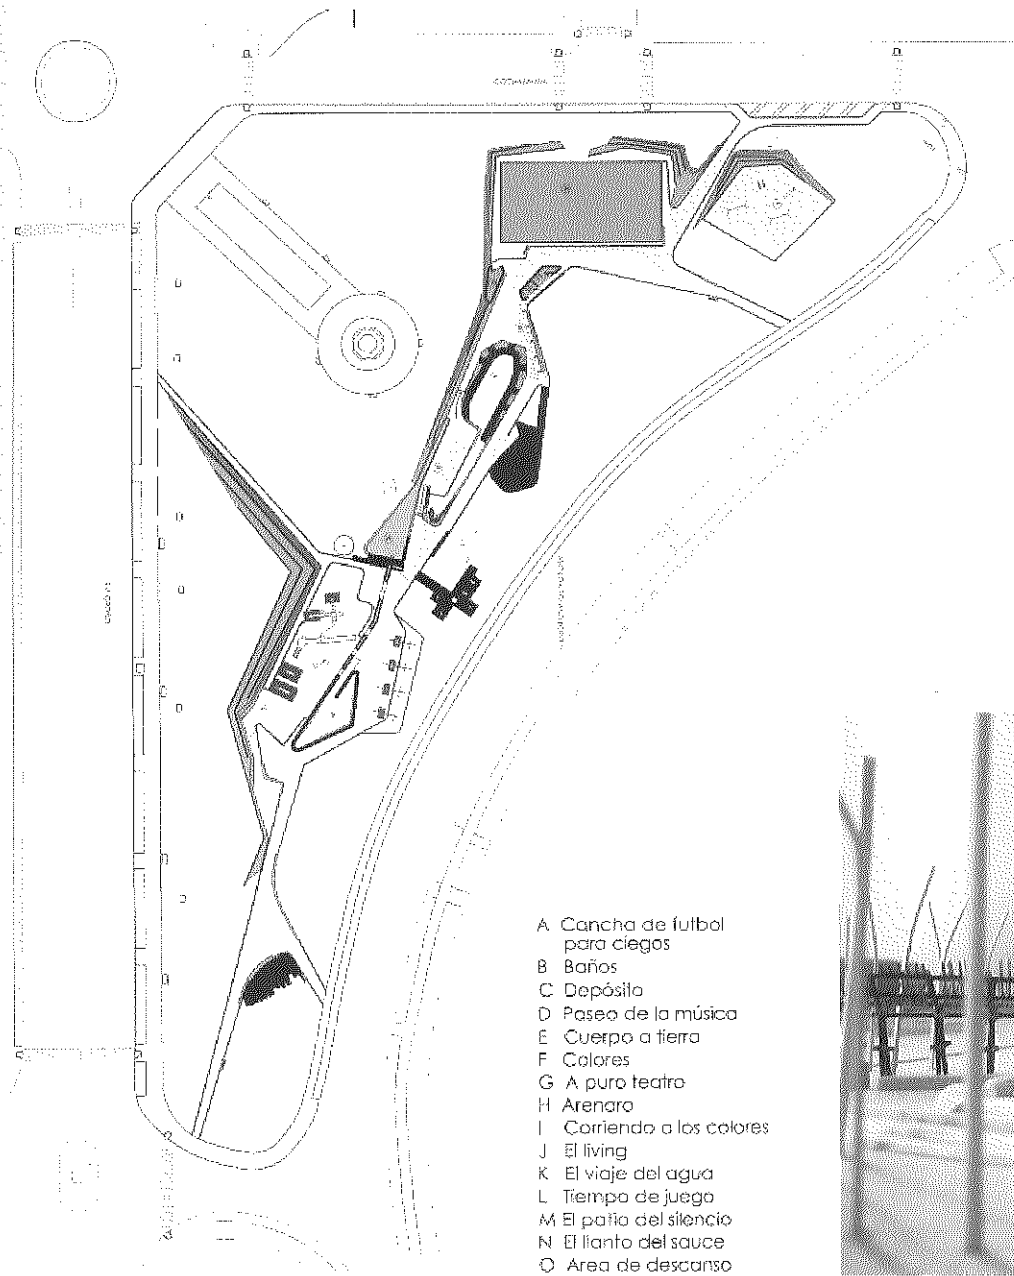 A Cancha de futbol
para ciegos
B Baños
C Depósito
D Paseo de la música
E Cuerpo a tierra
F Colores
G A puro teatro
H Arenaro
I Corriendo a los colores
J El living
K El viaje del agua
L Tiempo de juego
M El patio del silencio
N El llanto del sauce
O Area de descanso